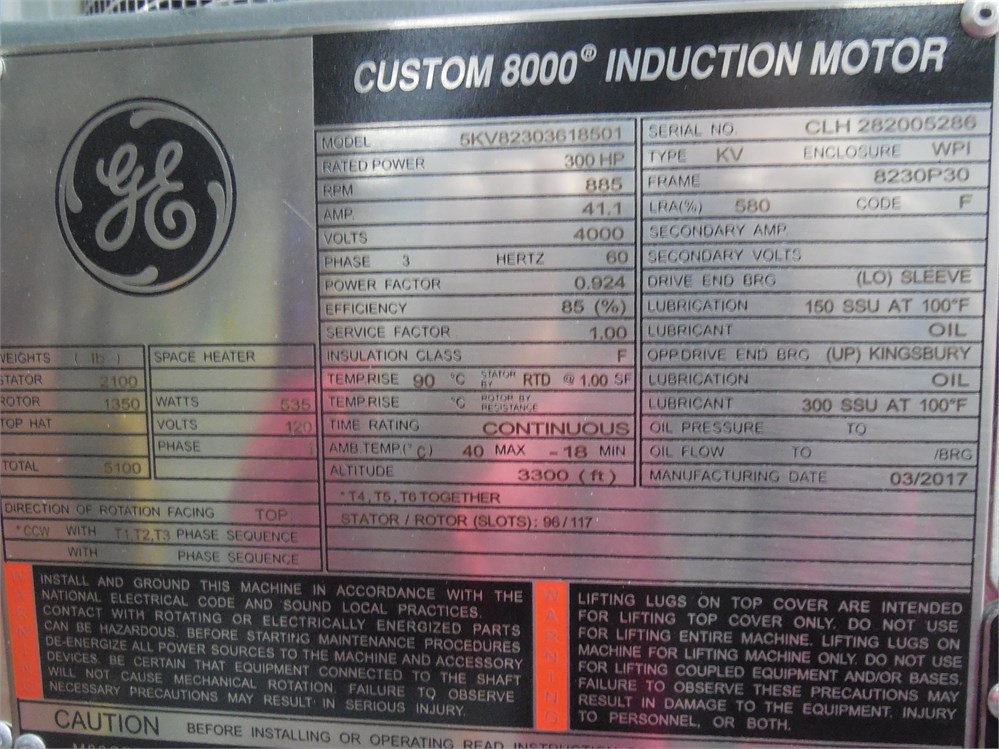 GE
CUSTOM 8000® INDUCTION MOTOR
MODEL 5KV82303618501
RATED POWER 300 HP
RPM 885
AMP. 41.1
VOLTS 4000
PHASE 3 HERTZ 60
POWER FACTOR 0.924
EFFICIENCY 85 (%)
SERVICE FACTOR 1.00
INSULATION CLASS F
TEMP.RISE 90 °C STATOR BY RTD @ 1.00 SF
TEMP.RISE °C ROTOR BY RESISTANCE
TIME RATING CONTINUOUS
AMB.TEMP.(°C) 40 MAX -18 MIN
ALTITUDE 3300 (ft)
SERIAL NO. CLH 282005286
TYPE KV ENCLOSURE WPI
FRAME 8230P30
LRA(%) 580 CODE F
SECONDARY AMP.
SECONDARY VOLTS
DRIVE END BRG (LO) SLEEVE
LUBRICATION 150 SSU AT 100°F
LUBRICANT OIL
OPP.DRIVE END BRG (UP) KINGSBURY
LUBRICATION OIL
LUBRICANT 300 SSU AT 100°F
OIL PRESSURE TO
OIL FLOW TO /BRG
MANUFACTURING DATE 03/2017
*T4,T5,T6 TOGETHER
STATOR / ROTOR (SLOTS): 96/117
WEIGHTS (lb)
STATOR 2100
ROTOR 1350
TOP HAT
TOTAL 5100
SPACE HEATER
WATTS 535
VOLTS 120
PHASE
DIRECTION OF ROTATION FACING TOP
*CCW WITH T1,T2,T3 PHASE SEQUENCE
WITH PHASE SEQUENCE
WARNING
INSTALL AND GROUND THIS MACHINE IN ACCORDANCE WITH THE
NATIONAL ELECTRICAL CODE AND SOUND LOCAL PRACTICES.
CONTACT WITH ROTATING OR ELECTRICALLY ENERGIZED PARTS
CAN BE HAZARDOUS. BEFORE STARTING MAINTENANCE PROCEDURES
DE-ENERGIZE ALL POWER SOURCES TO THE MACHINE AND ACCESSORY
DEVICES. BE CERTAIN THAT EQUIPMENT CONNECTED TO THE SHAFT
WILL NOT CAUSE MECHANICAL ROTATION. FAILURE TO OBSERVE
NECESSARY PRECAUTIONS MAY RESULT IN SERIOUS INJURY.
WARNING
LIFTING LUGS ON TOP COVER ARE INTENDED
FOR LIFTING TOP COVER ONLY. DO NOT USE
FOR LIFTING ENTIRE MACHINE. LIFTING LUGS ON
MACHINE FOR LIFTING MACHINE ONLY. DO NOT USE
FOR LIFTING COUPLED EQUIPMENT AND/OR BASES.
FAILURE TO OBSERVE THESE PRECAUTIONS MAY
RESULT IN DAMAGE TO THE EQUIPMENT, INJURY
TO PERSONNEL, OR BOTH.
CAUTION BEFORE INSTALLING OR OPERATING READ